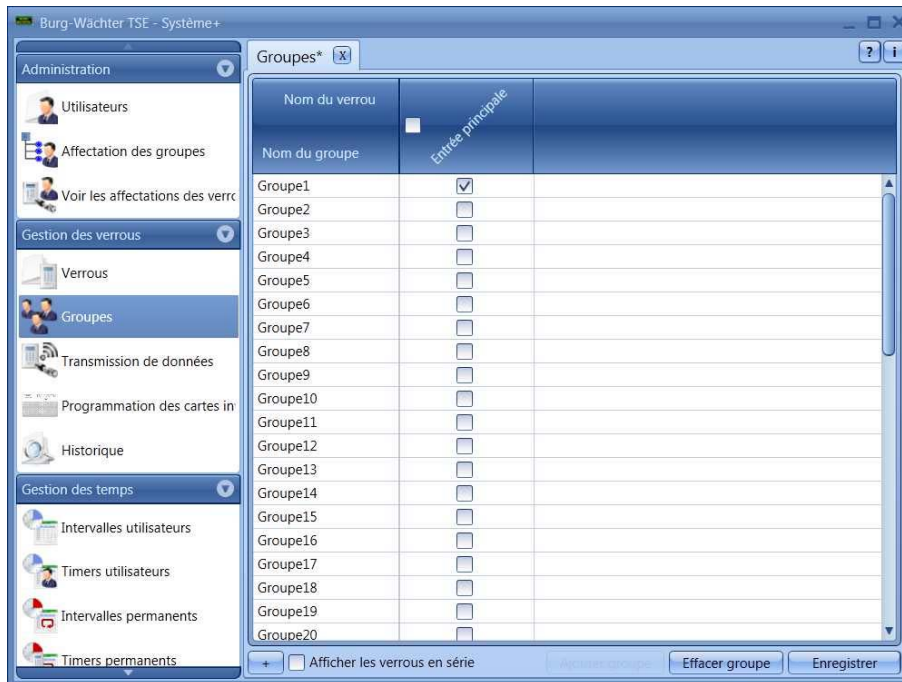 Burg-Wächter TSE - Système+
Administration
Utilisateurs
Affectation des groupes
Voir les affectations des verro
Gestion des verrous
Verrous
Groupes
Transmission de données
Programmation des cartes in
Historique
Gestion des temps
Intervalles utilisateurs
Timers utilisateurs
Intervalles permanents
Timers permanents
Groupes* X
? i
Nom du verrou
Entrée principale
Nom du groupe
Groupe1
Groupe2
Groupe3
Groupe4
Groupe5
Groupe6
Groupe7
Groupe8
Groupe9
Groupe10
Groupe11
Groupe12
Groupe13
Groupe14
Groupe15
Groupe16
Groupe17
Groupe18
Groupe19
Groupe20
+ Afficher les verrous en série Ajouter groupe Effacer groupe Enregistrer